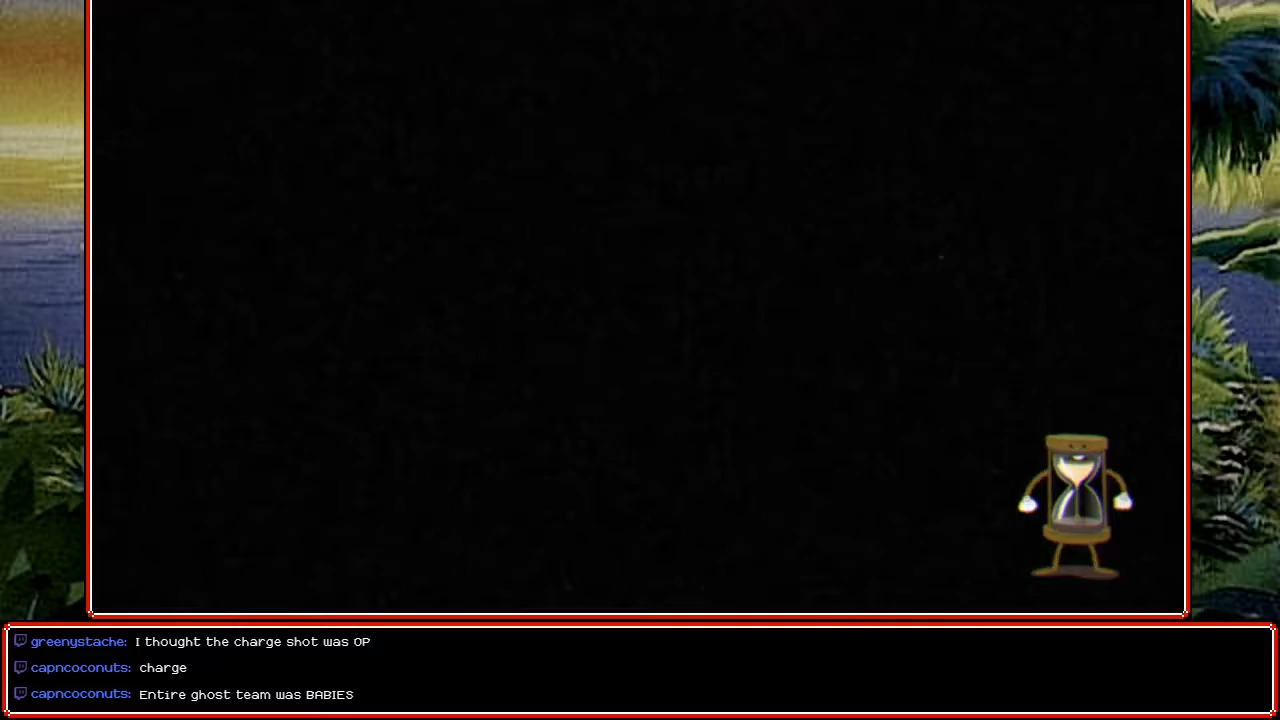 greenystache: I thought the charge shot was OP
capncoconuts: charge
capncoconuts: Entire ghost team was BABIES